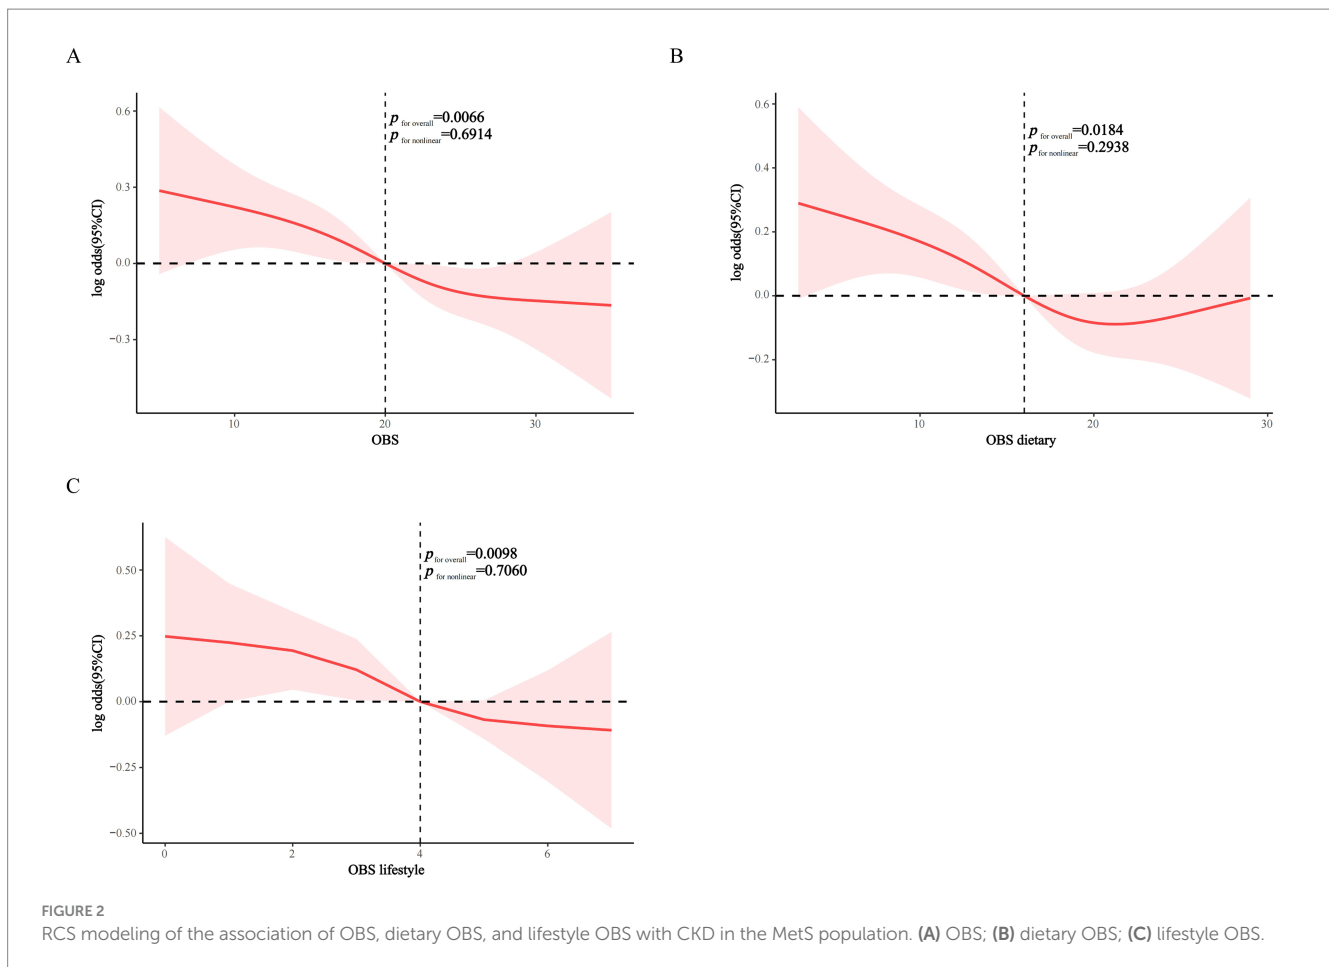 A
0.6
0.3
0.0
−0.3
log odds(95%CI)
p for overall=0.0066
p for nonlinear=0.6914
10
20
30
OBS
B
0.6
0.4
0.2
0.0
−0.2
log odds(95%CI)
p for overall=0.0184
p for nonlinear=0.2938
10
20
30
OBS dietary
C
0.50
0.25
0.00
−0.25
−0.50
log odds(95%CI)
p for overall=0.0098
p for nonlinear=0.7060
0
2
4
6
OBS lifestyle
FIGURE 2
RCS modeling of the association of OBS, dietary OBS, and lifestyle OBS with CKD in the MetS population. (A) OBS; (B) dietary OBS; (C) lifestyle OBS.